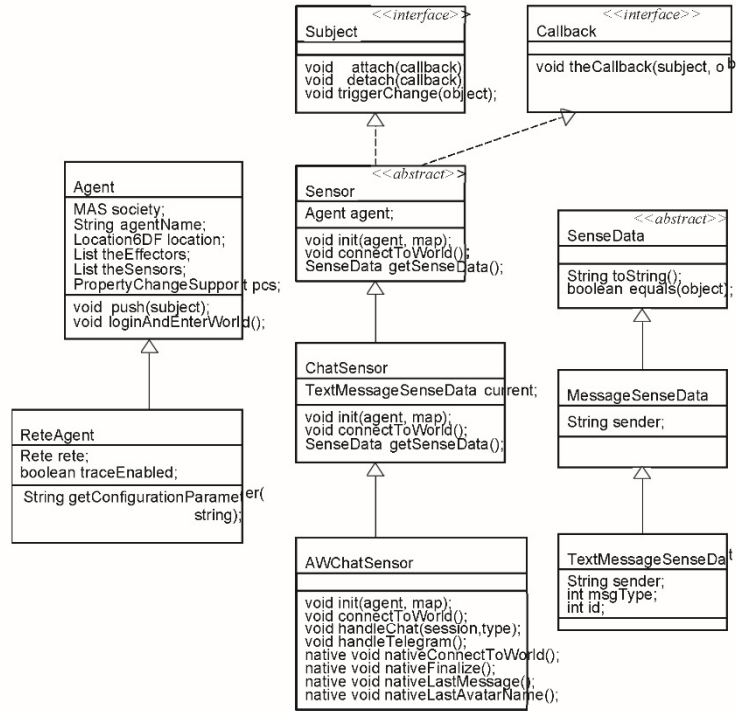 <<interface>>
Subject
void attach(callback)
void detach(callback)
void triggerChange(object);
<<interface>>
Callback
void theCallback(subject, ob
Agent
MAS society;
String agentName;
Location6DF location;
List theEffectors;
List theSensors;
PropertyChangeSupport pcs;
void push(subject);
void loginAndEnterWorld();
ReteAgent
Rete rete;
boolean traceEnabled;
String getConfigurationParameter(
string);
<<abstract>>
Sensor
Agent agent;
void init(agent, map);
void connectToWorld();
SenseData getSenseData();
ChatSensor
TextMessageSenseData current;
void init(agent, map);
void connectToWorld();
SenseData getSenseData();
AWChatSensor
void init(agent, map);
void connectToWorld();
void handleChat(session,type);
void handleTelegram();
native void nativeConnectToWorld();
native void nativeFinalize();
native void nativeLastMessage();
native void nativeLastAvatarName();
<<abstract>>
SenseData
String toString();
boolean equals(object);
MessageSenseData
String sender;
TextMessageSenseDat
String sender;
int msgType;
int id;